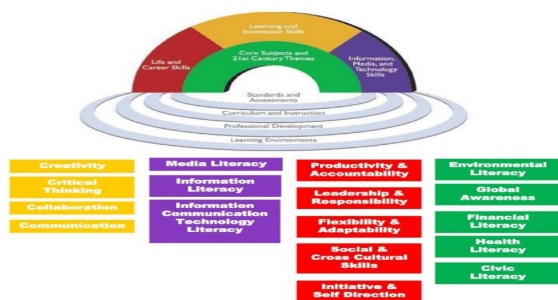 Learning and
Innovation Skills
Life and
Career Skills
Core Subjects and
21st Century Themes
Information,
Media, and
Technology
Skills
Standards and
Assessments
Curriculum and Instruction
Professional Development
Learning Environments
Creativity
Critical
Thinking
Collaboration
Communication
Media Literacy
Information
Literacy
Information
Communication
Technology
Literacy
Productivity &
Accountability
Leadership &
Responsibility
Flexibility &
Adaptability
Social &
Cross Cultural
Skills
Initiative &
Self Direction
Environmental
Literacy
Global
Awareness
Financial
Literacy
Health
Literacy
Civic
Literacy